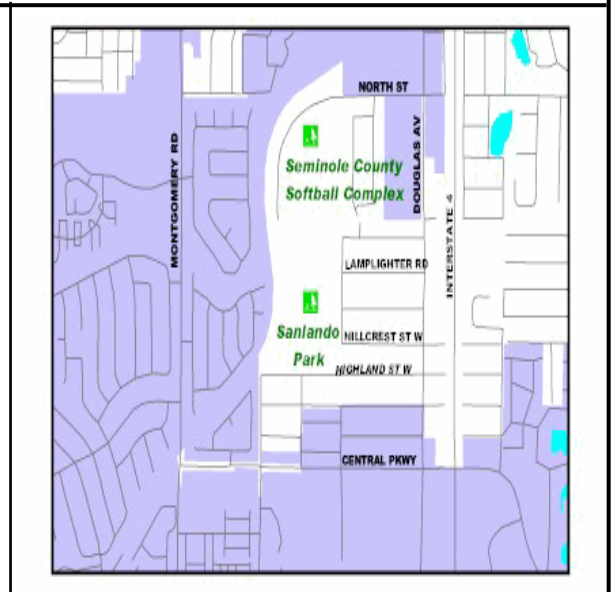 NORTH ST
MONTGOMERY RD
DOUGLAS AV
Seminole County
Softball Complex
INTERSTATE 4
LAMPLIGHTER RD
Sanlando
Park
HILLCREST ST W
HIGHLAND ST W
CENTRAL PKWY